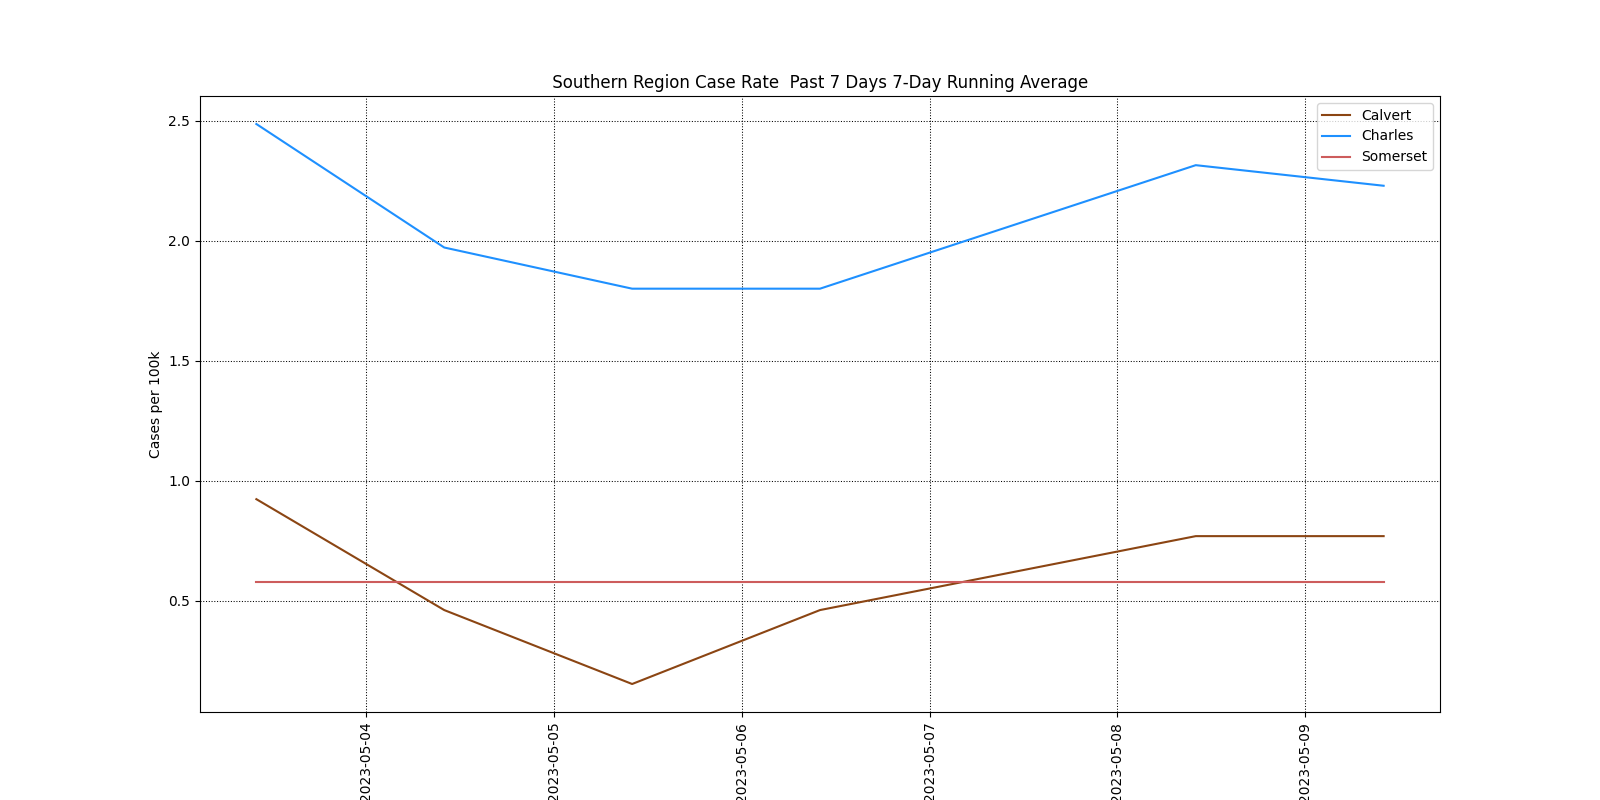 Southern Region Case Rate  Past 7 Days 7-Day Running Average
Calvert
Charles
Somerset
Cases per 100k
2.5
2.0
1.5
1.0
0.5
2023-05-04
2023-05-05
2023-05-06
2023-05-07
2023-05-08
2023-05-09